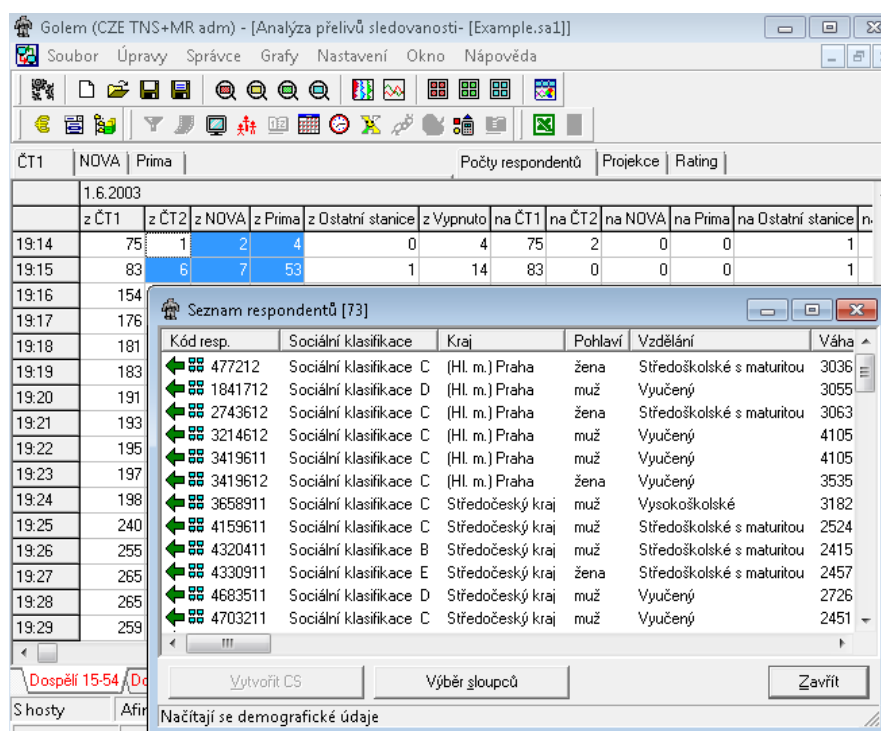 Golem (CZE TNS+MR adm) - [Analýza přelivů sledovanosti- [Example.sa1]]
Soubor Úpravy Správce Grafy Nastavení Okno Nápověda
ČT1 NOVA Prima Počty respondentů Projekce Rating
1.6.2003
z ČT1 z ČT2 z NOVA z Prima z Ostatní stanice z Vypnuto na ČT1 na ČT2 na NOVA na Prima na Ostatní stanice
19:14 75 1 2 4 0 4 75 2 0 0 1
19:15 83 6 7 53 1 14 83 0 0 0 1
19:16 154
19:17 176
19:18 181
19:19 183
19:20 191
19:21 193
19:22 195
19:23 197
19:24 198
19:25 240
19:26 255
19:27 265
19:28 265
19:29 259
Seznam respondentů [73]
Kód resp. Sociální klasifikace Kraj Pohlaví Vzdělání Váha
477212 Sociální klasifikace C (Hl. m.) Praha žena Středoškolské s maturitou 3036
1841712 Sociální klasifikace D (Hl. m.) Praha muž Vyučený 3055
2743612 Sociální klasifikace C (Hl. m.) Praha žena Středoškolské s maturitou 3063
3214612 Sociální klasifikace C (Hl. m.) Praha muž Vyučený 4105
3419611 Sociální klasifikace C (Hl. m.) Praha muž Vyučený 4105
3419612 Sociální klasifikace C (Hl. m.) Praha žena Vyučený 3535
3658911 Sociální klasifikace C Středočeský kraj muž Vysokoškolské 3182
4159611 Sociální klasifikace C Středočeský kraj muž Středoškolské s maturitou 2524
4320411 Sociální klasifikace B Středočeský kraj muž Středoškolské s maturitou 2415
4330911 Sociální klasifikace E Středočeský kraj žena Středoškolské s maturitou 2457
4683511 Sociální klasifikace D Středočeský kraj muž Vyučený 2726
4703211 Sociální klasifikace C Středočeský kraj muž Vyučený 2451
Vytvořit CS Výběr sloupců Zavřít
Načítají se demografické údaje
Dospělí 15-54
S hosty